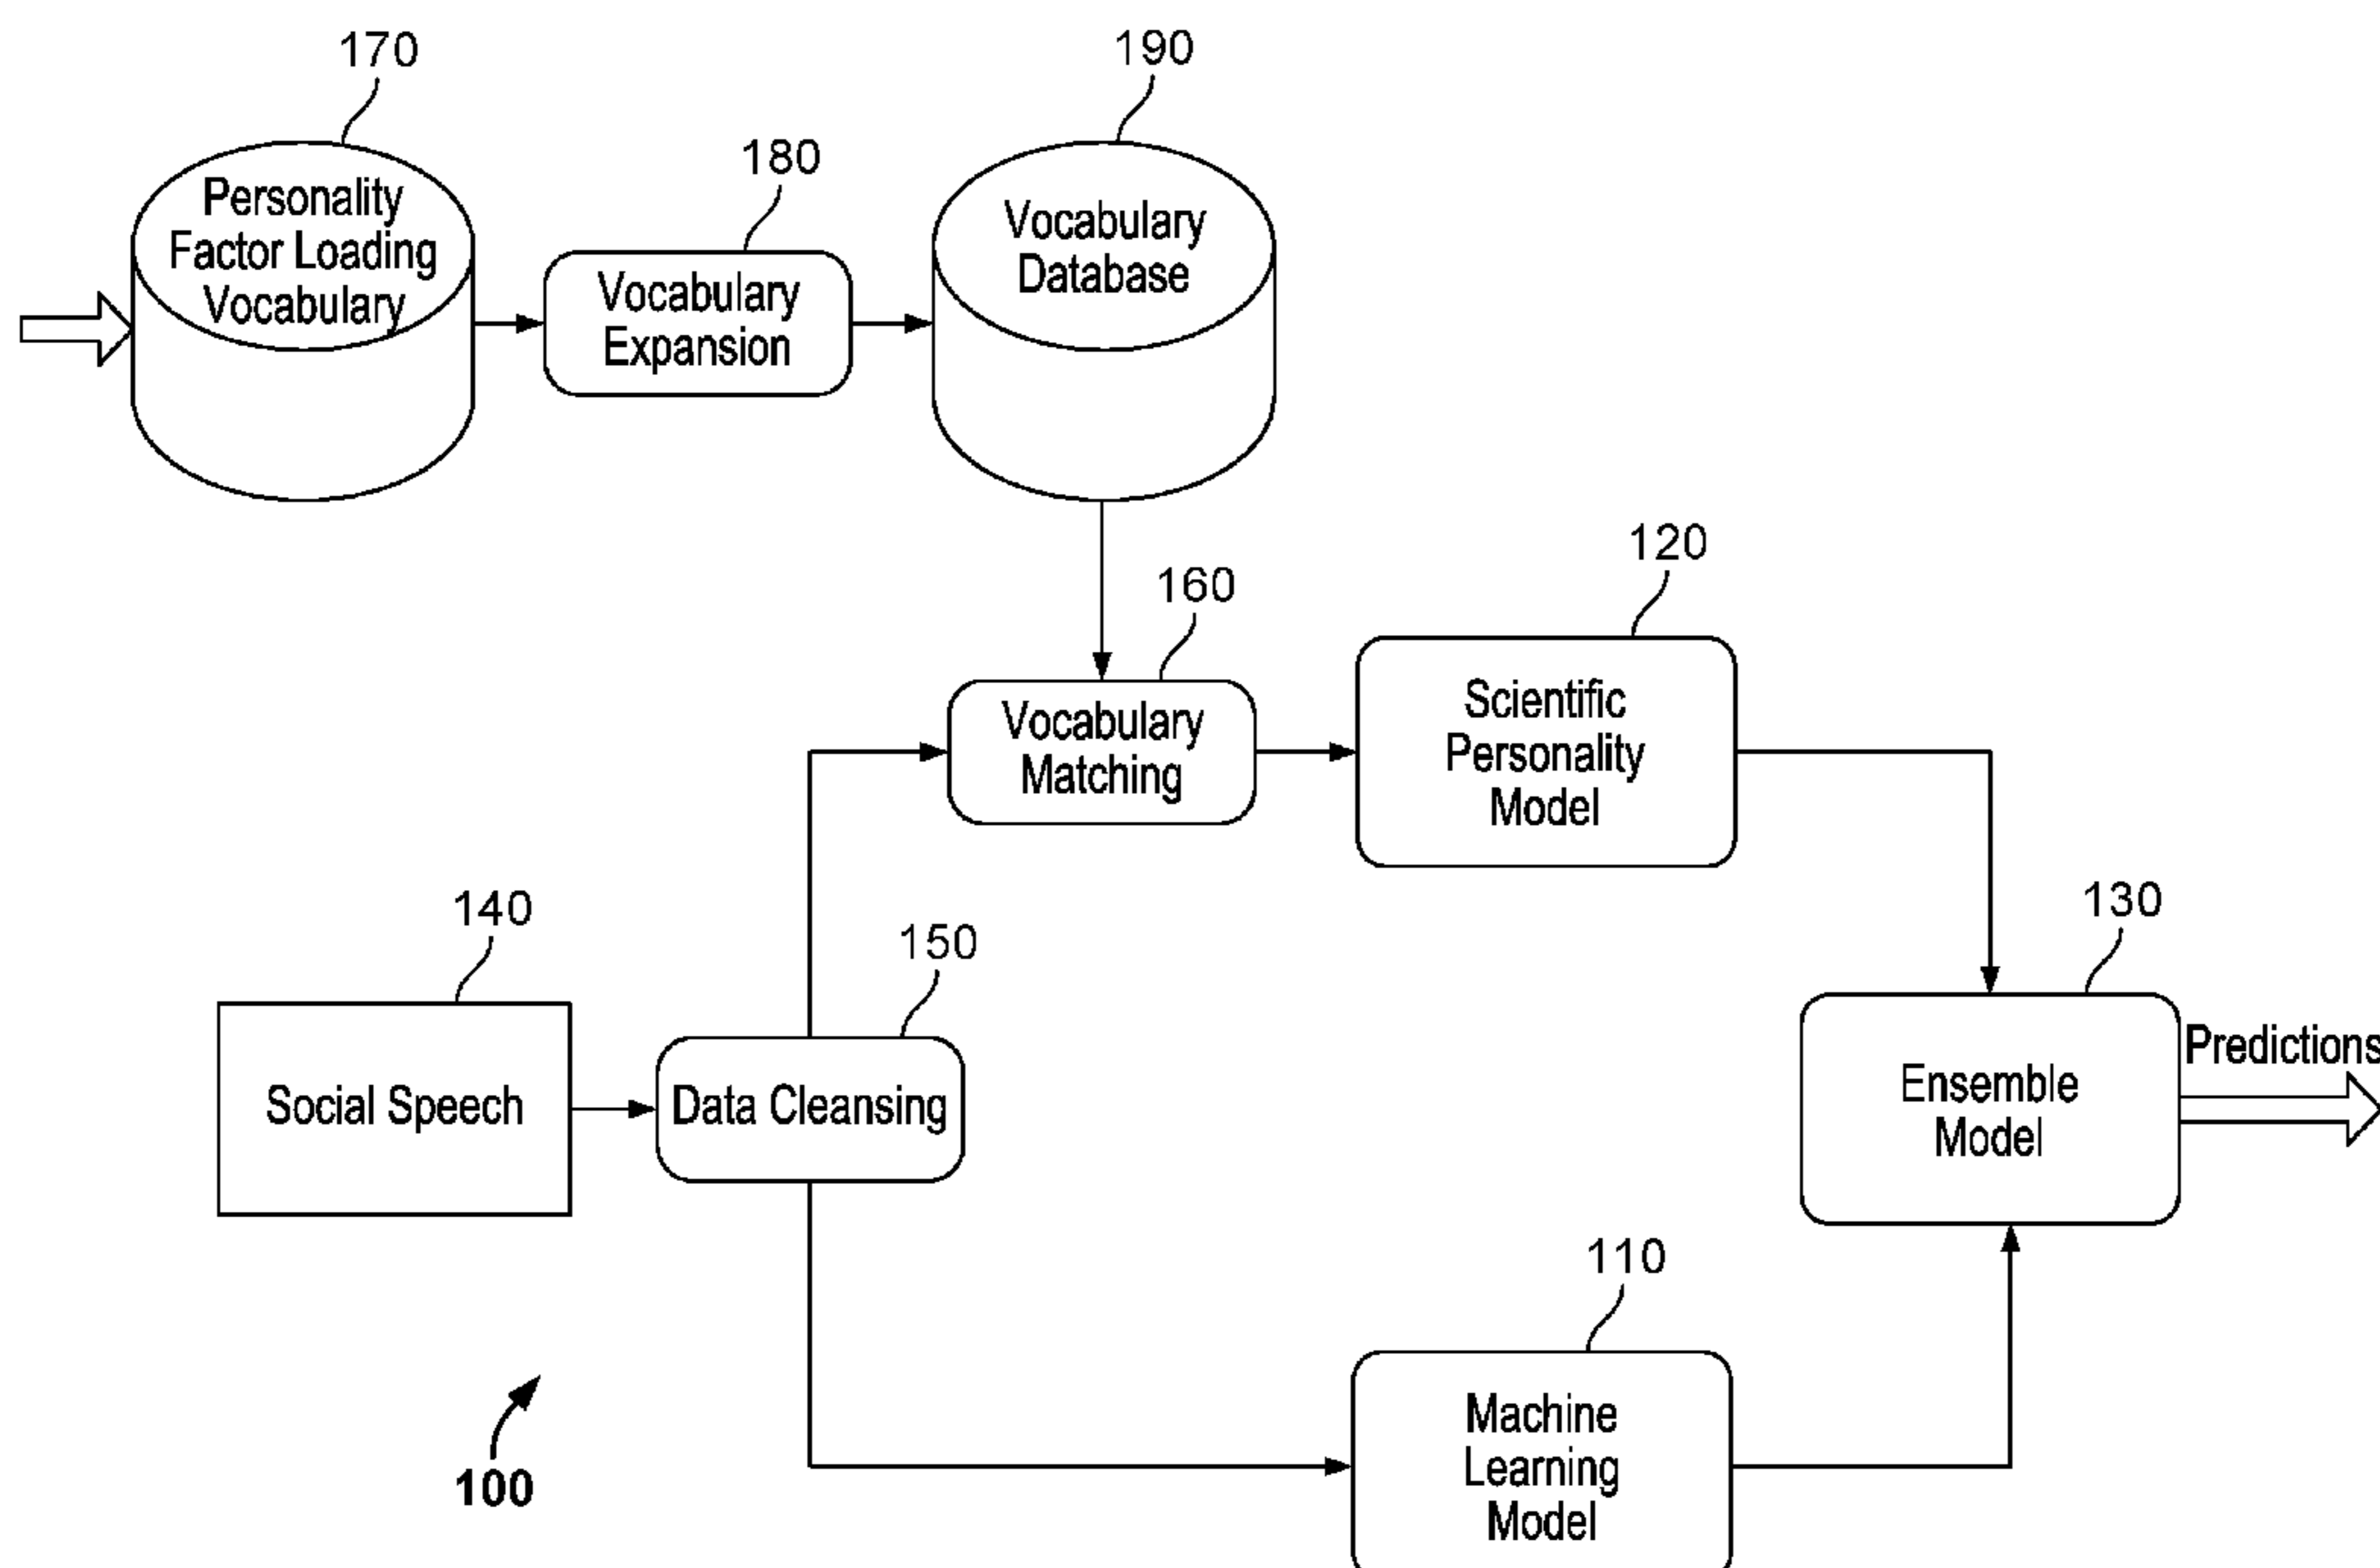 170
190
180
Personality
Factor Loading
Vocabulary
Vocabulary
Expansion
Vocabulary
Database
120
160
Vocabulary
Matching
Scientific
Personality
Model
140
150
130
Social Speech
Data Cleansing
Ensemble
Model
Predictions
110
Machine
Learning
Model
100